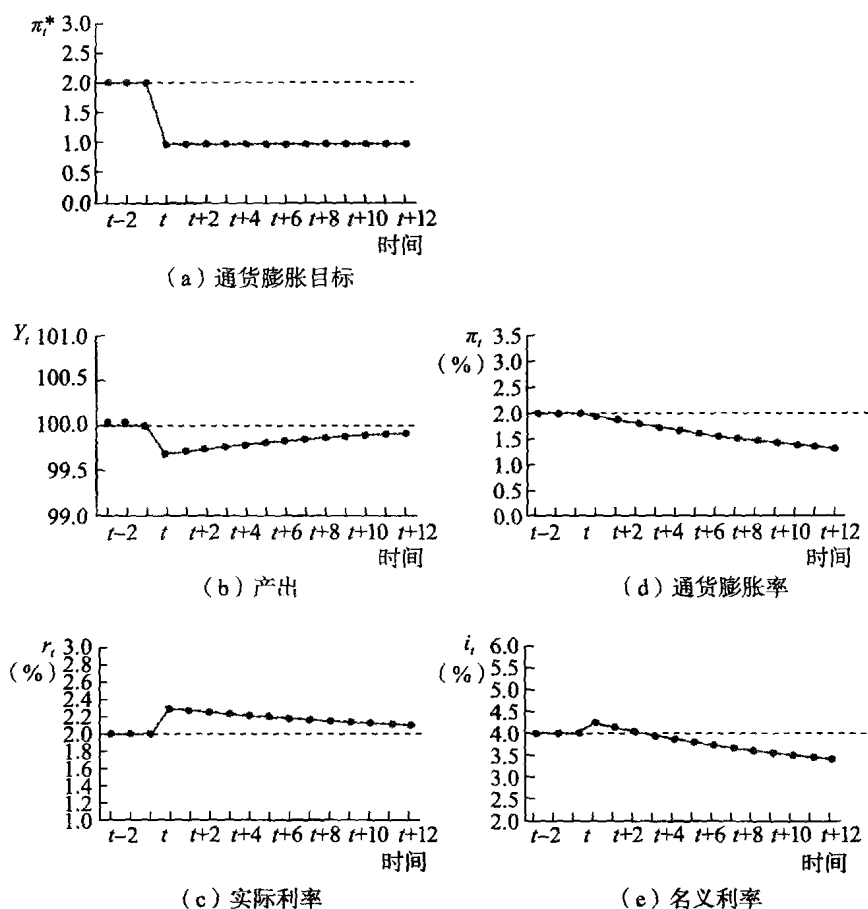 π_t* 3.0
2.5
2.0
1.5
1.0
0.5
0.0
t-2 t t+2 t+4 t+6 t+8 t+10 t+12
时间
（a）通货膨胀目标
Y_t 101.0
100.5
100.0
99.5
99.0
t-2 t t+2 t+4 t+6 t+8 t+10 t+12
时间
（b）产出
π_t 3.5
（%） 3.0
2.5
2.0
1.5
1.0
0.5
0.0
t-2 t t+2 t+4 t+6 t+8 t+10 t+12
时间
（d）通货膨胀率
r_t 3.0
（%） 2.8
2.6
2.4
2.2
2.0
1.8
1.6
1.4
1.2
1.0
t-2 t t+2 t+4 t+6 t+8 t+10 t+12
时间
（c）实际利率
i_t 6.0
（%） 5.5
5.0
4.5
4.0
3.5
3.0
2.5
2.0
t-2 t t+2 t+4 t+6 t+8 t+10 t+12
时间
（e）名义利率